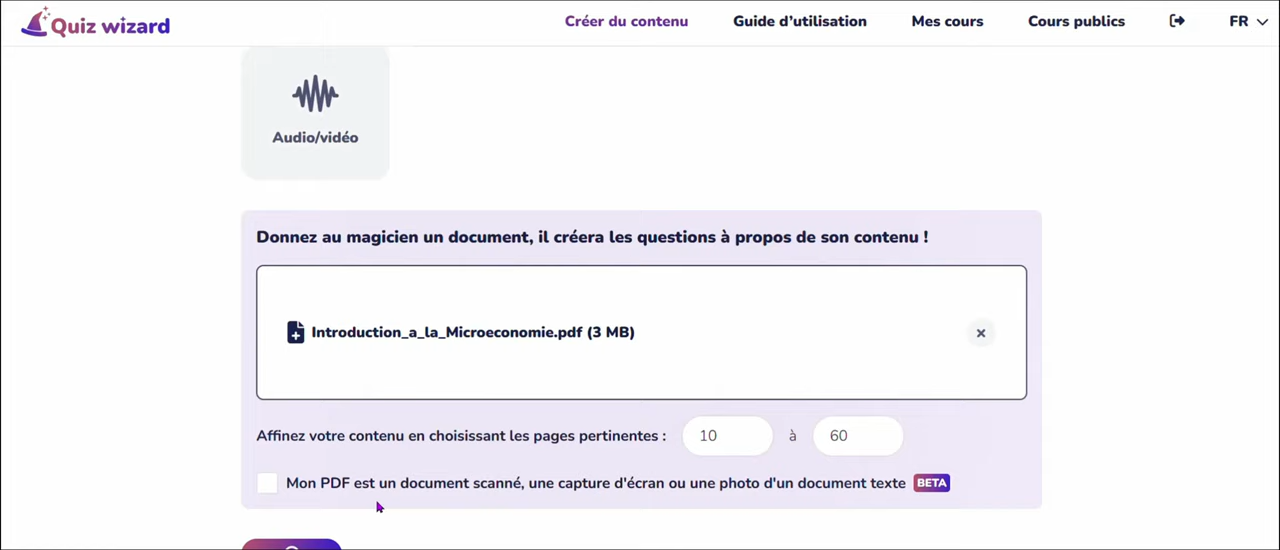 Quiz wizard Créer du contenu Guide d’utilisation Mes cours Cours publics FR
Audio/vidéo
Donnez au magicien un document, il créera les questions à propos de son contenu !
Introduction_a_la_Microeconomie.pdf (3 MB)
Affinez votre contenu en choisissant les pages pertinentes : 10 à 60
Mon PDF est un document scanné, une capture d'écran ou une photo d'un document texte BETA